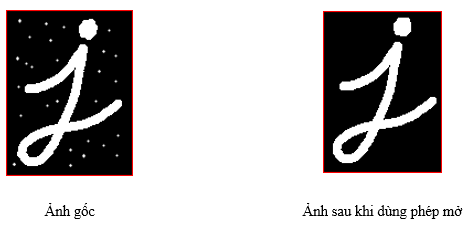 j
j
Ảnh gốc
Ảnh sau khi dùng phép mở